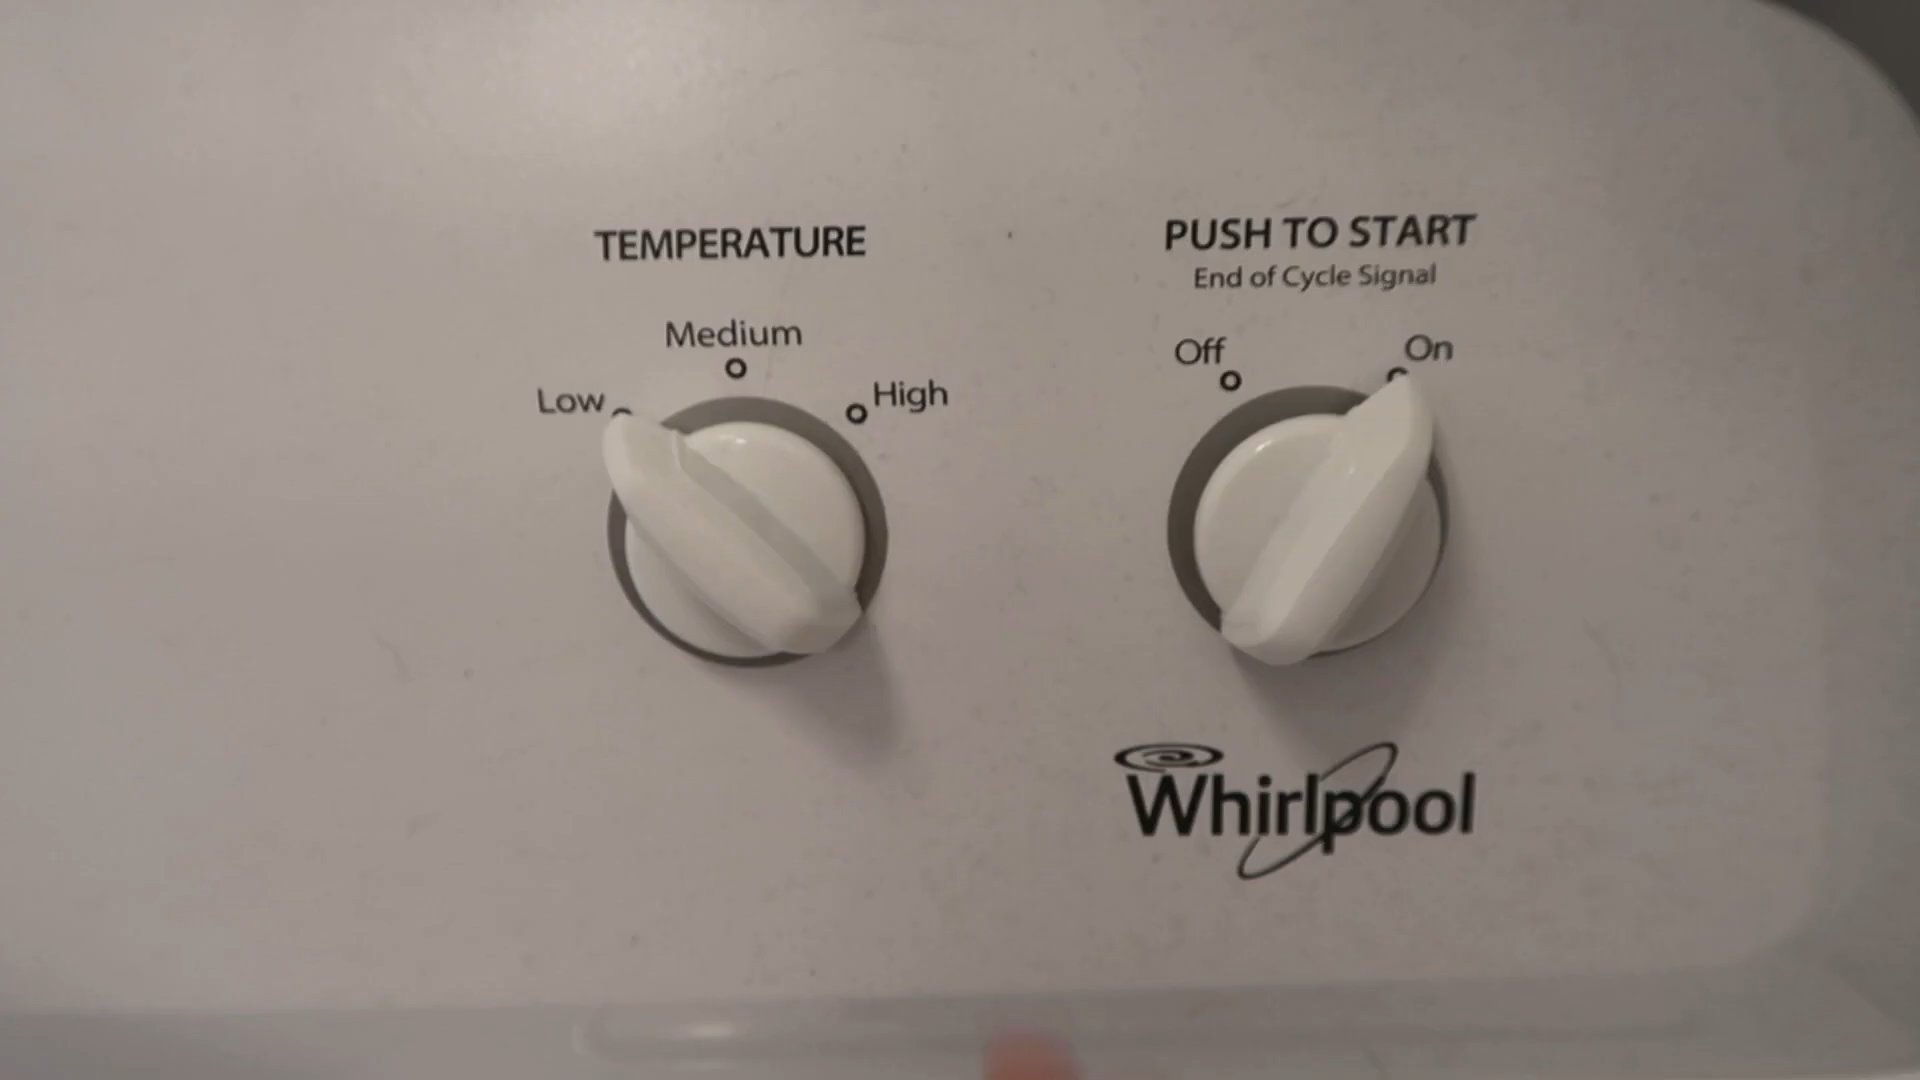 TEMPERATURE
Medium
Low
High
PUSH TO START
End of Cycle Signal
Off
On
Whirlpool